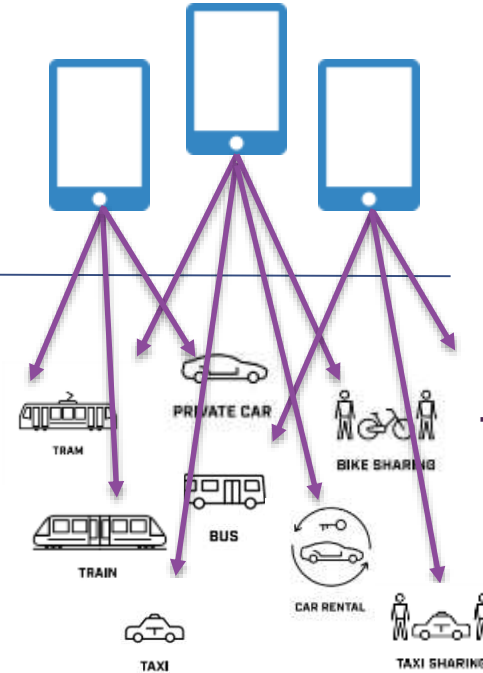 PRIVATE CAR
TRAM
BIKE SHARING
BUS
TRAIN
CAR RENTAL
TAXI
TAXI SHARING